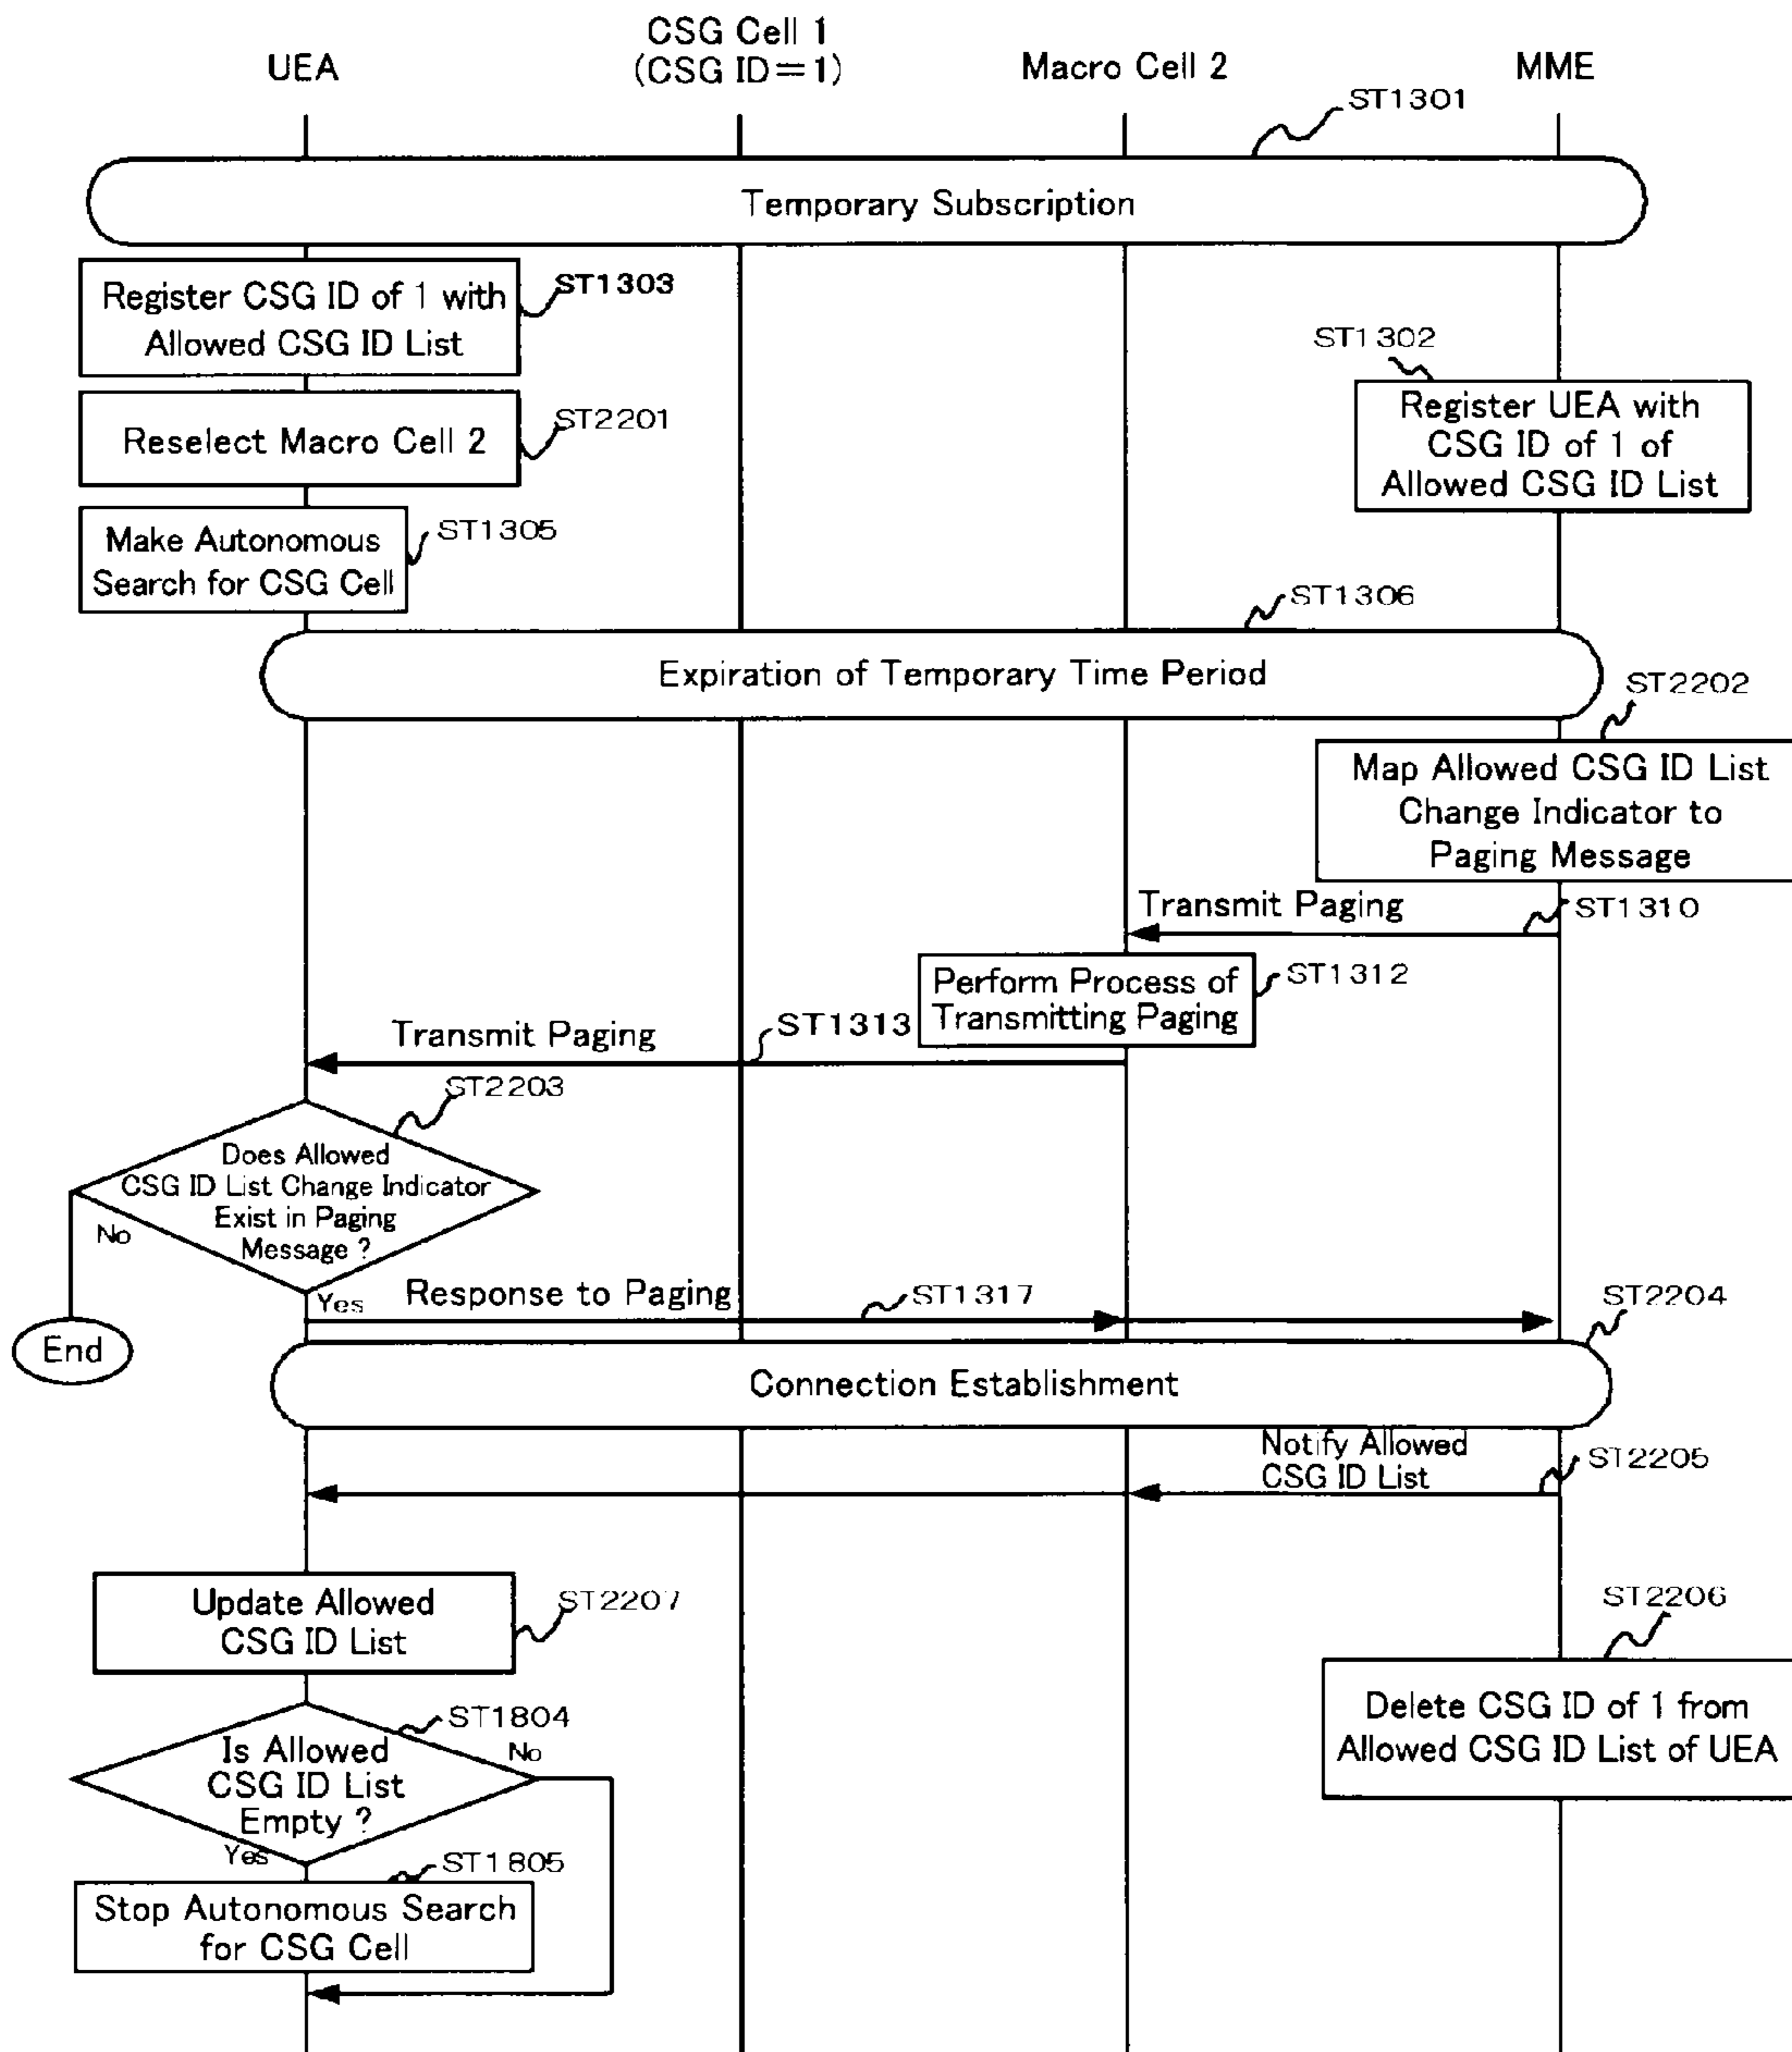 UEA
CSG Cell 1
(CSG ID=1)
Macro Cell 2
MME
ST1301
Temporary Subscription
Register CSG ID of 1 with
Allowed CSG ID List
ST1303
ST1302
Register UEA with
CSG ID of 1 of
Allowed CSG ID List
Reselect Macro Cell 2
ST2201
Make Autonomous
Search for CSG Cell
ST1305
ST1306
Expiration of Temporary Time Period
ST2202
Map Allowed CSG ID List
Change Indicator to
Paging Message
Transmit Paging
ST1310
Perform Process of
Transmitting Paging
ST1312
Transmit Paging
ST1313
ST2203
Does Allowed
CSG ID List Change Indicator
Exist in Paging
Message ?
No
Yes
End
Response to Paging
ST1317
ST2204
Connection Establishment
Notify Allowed
CSG ID List
ST2205
Update Allowed
CSG ID List
ST2207
ST2206
Delete CSG ID of 1 from
Allowed CSG ID List of UEA
ST1804
Is Allowed
CSG ID List
Empty ?
No
Yes
ST1805
Stop Autonomous Search
for CSG Cell